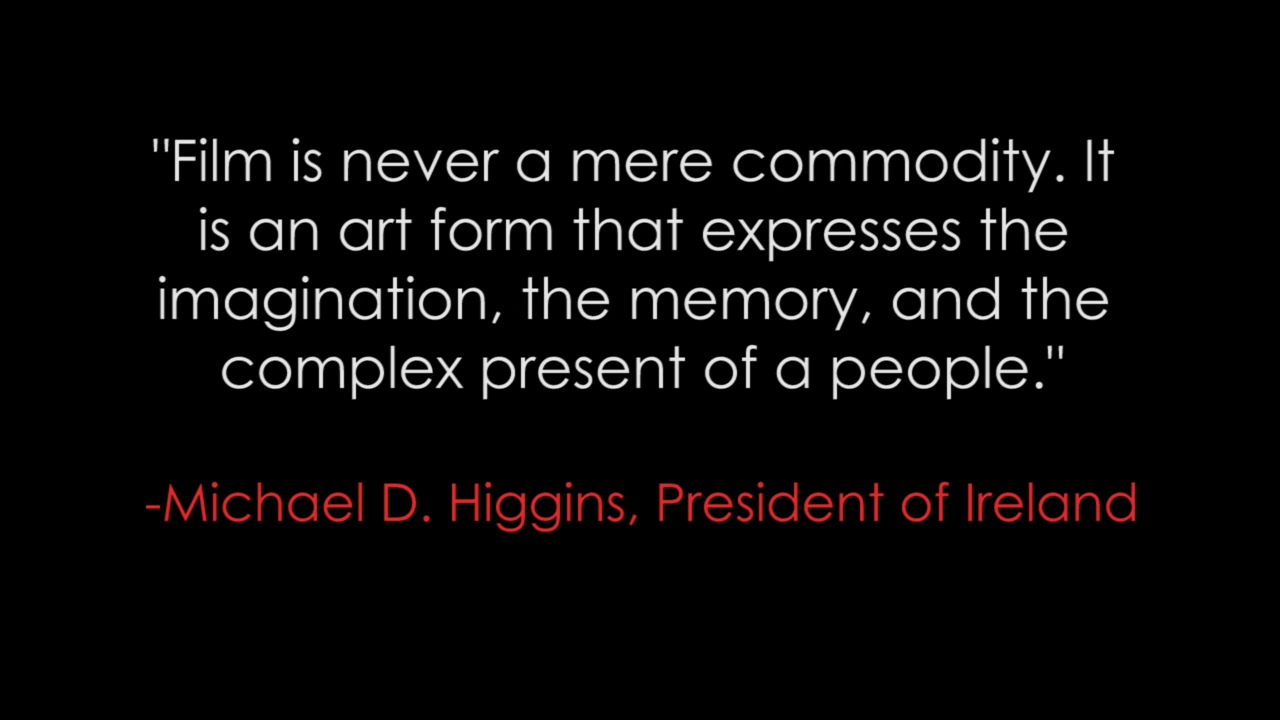 "Film is never a mere commodity. It
is an art form that expresses the
imagination, the memory, and the
complex present of a people."
-Michael D. Higgins, President of Ireland